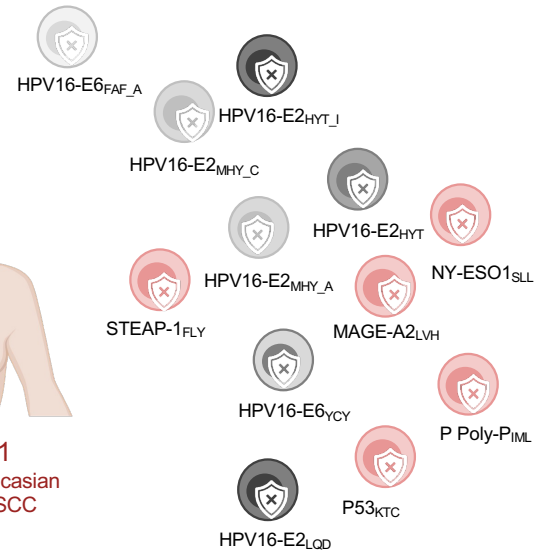 HPV16-E6FAF_A
HPV16-E2HYT_I
HPV16-E2MHY_C
HPV16-E2HYT
NY-ESO1SLL
HPV16-E2MHY_A
STEAP-1FLY
MAGE-A2LVH
HPV16-E6YCY
P Poly-PIML
1
casian
SCC
P53KTC
HPV16-E2LQD